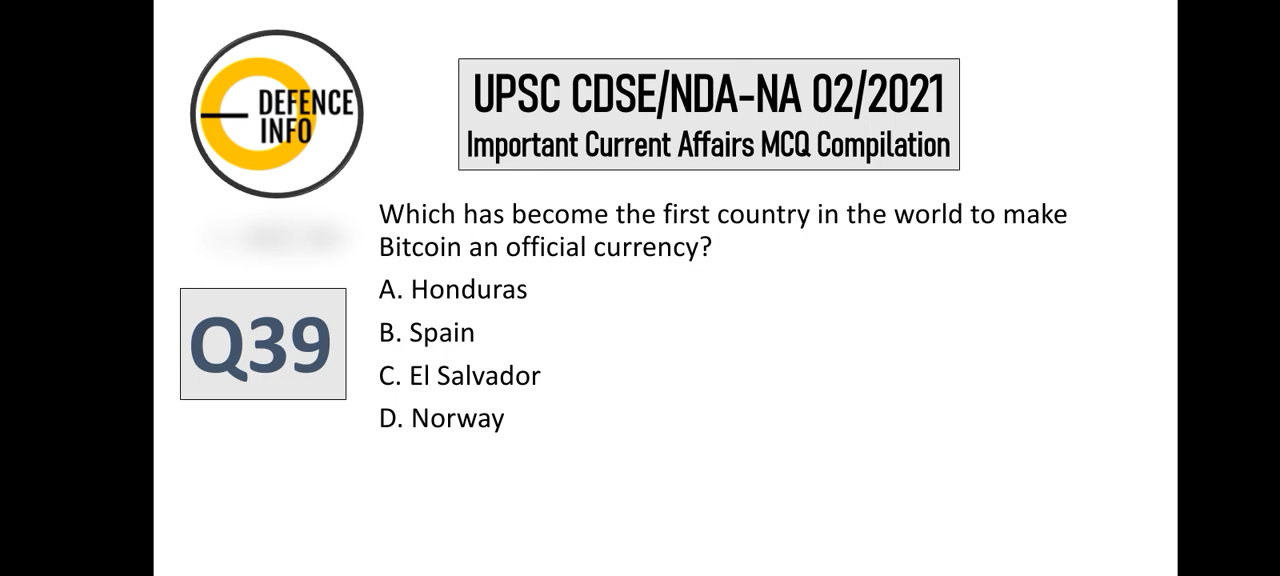 DEFENCE
INFO
UPSC CDSE/NDA-NA 02/2021
Important Current Affairs MCQ Compilation
Q39
Which has become the first country in the world to make
Bitcoin an official currency?
A. Honduras
B. Spain
C. El Salvador
D. Norway